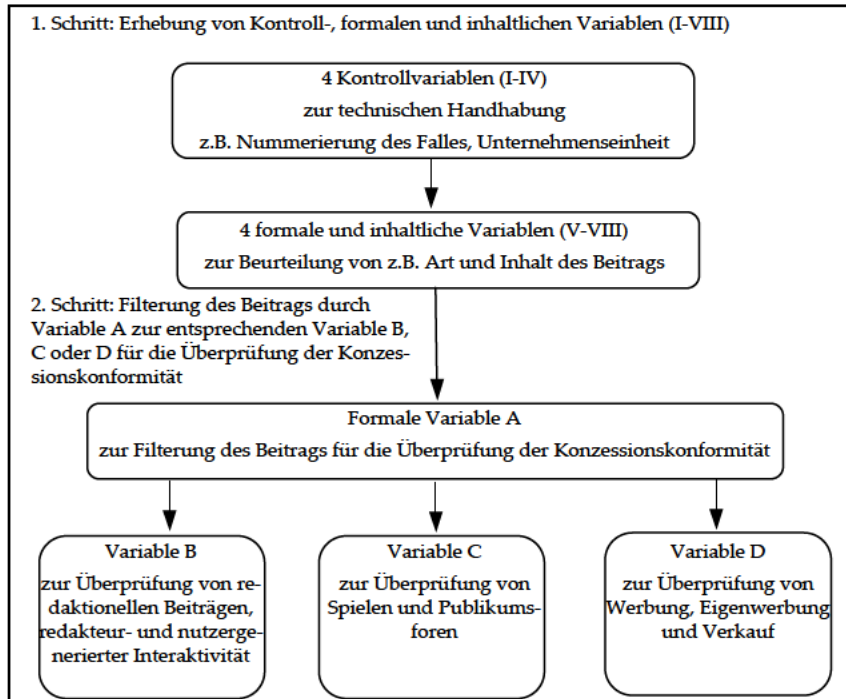 1. Schritt: Erhebung von Kontroll-, formalen und inhaltlichen Variablen (I-VIII)
4 Kontrollvariablen (I-IV)
zur technischen Handhabung
z.B. Nummerierung des Falles, Unternehmenseinheit
4 formale und inhaltliche Variablen (V-VIII)
zur Beurteilung von z.B. Art und Inhalt des Beitrags
2. Schritt: Filterung des Beitrags durch
Variable A zur entsprechenden Variable B,
C oder D für die Überprüfung der Konzes-
sionskonformität
Formale Variable A
zur Filterung des Beitrags für die Überprüfung der Konzessionskonformität
Variable B
zur Überprüfung von re-
daktionellen Beiträgen,
redakteur- und nutzerge-
nerierter Interaktivität
Variable C
zur Überprüfung von
Spielen und Publikums-
foren
Variable D
zur Überprüfung von
Werbung, Eigenwerbung
und Verkauf